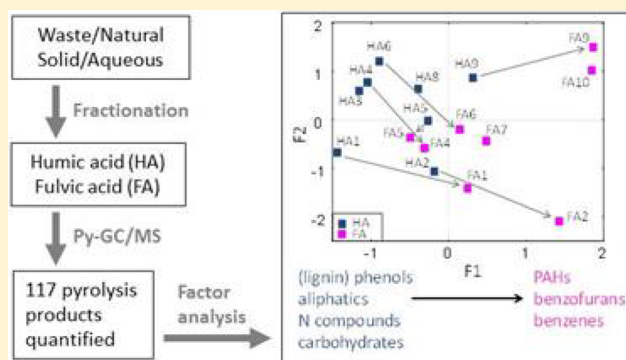 Waste/Natural
Solid/Aqueous
Fractionation
Humic acid (HA)
Fulvic acid (FA)
Py-GC/MS
117 pyrolysis
products
quantified
Factor
analysis
F2
2
1
0
-1
-2
HA6
HA4
HA3
HA8
HA5
HA9
FA9
FA10
FA6
FA5
FA4
FA7
HA1
HA2
FA1
FA2
HA
FA
-1
0
1
2
F1
(lignin) phenols
aliphatics
N compounds
carbohydrates
PAHs
benzofurans
benzenes